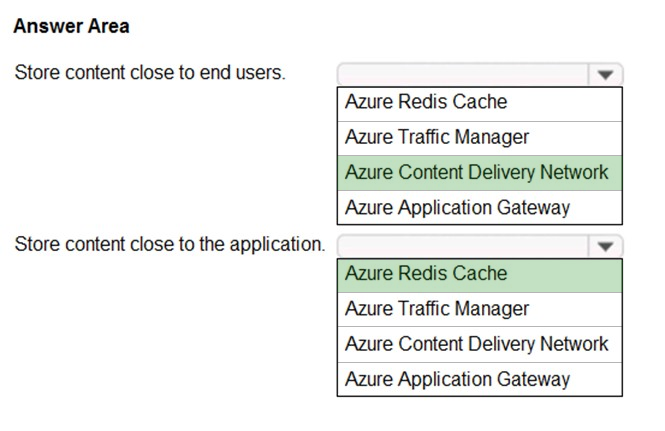 Answer Area
Store content close to end users.
Azure Redis Cache
Azure Traffic Manager
Azure Content Delivery Network
Azure Application Gateway
Store content close to the application.
Azure Redis Cache
Azure Traffic Manager
Azure Content Delivery Network
Azure Application Gateway